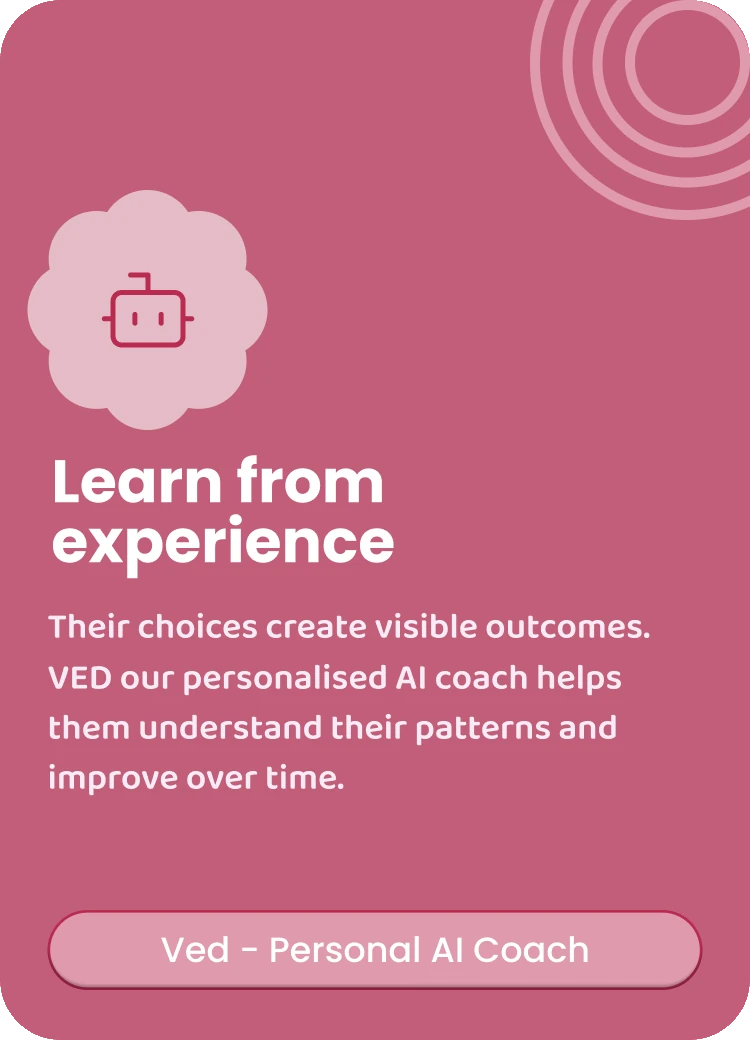 Learn from
experience
Their choices create visible outcomes.
VED our personalised AI coach helps
them understand their patterns and
improve over time.
Ved - Personal AI Coach